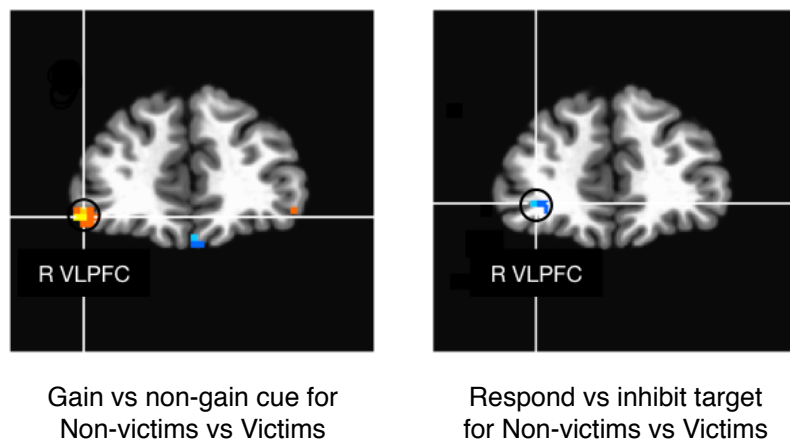 R VLPFC
R VLPFC
Gain vs non-gain cue for
Non-victims vs Victims
Respond vs inhibit target
for Non-victims vs Victims